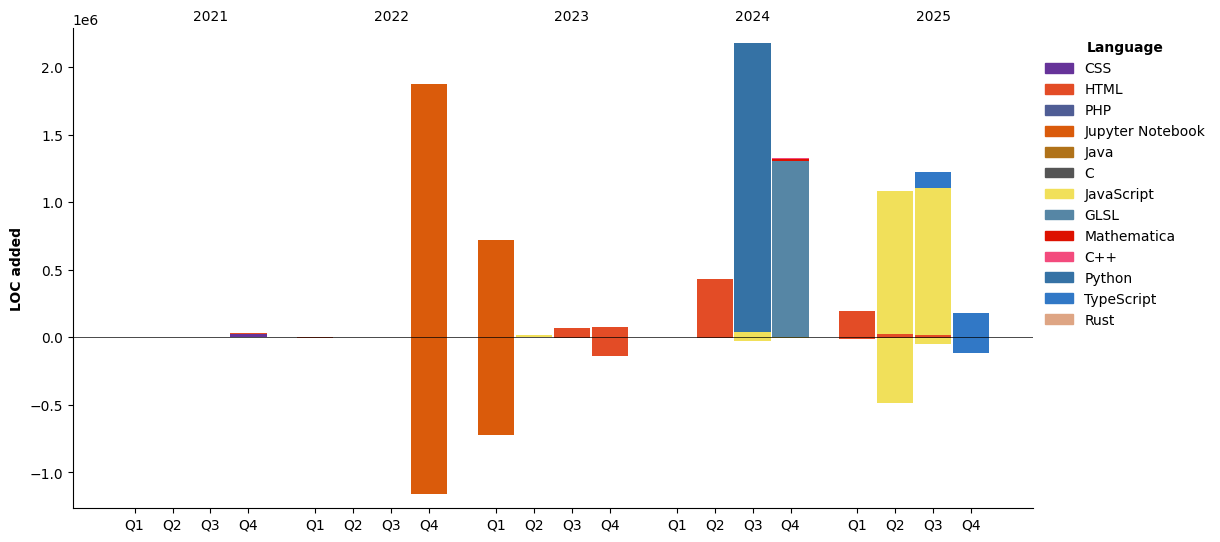 2021 2022 2023 2024 2025
1e6
Language
CSS
HTML
PHP
Jupyter Notebook
Java
C
JavaScript
GLSL
Mathematica
C++
Python
TypeScript
Rust
LOC added
2.0
1.5
1.0
0.5
0.0
−0.5
−1.0
Q1 Q2 Q3 Q4 Q1 Q2 Q3 Q4 Q1 Q2 Q3 Q4 Q1 Q2 Q3 Q4 Q1 Q2 Q3 Q4